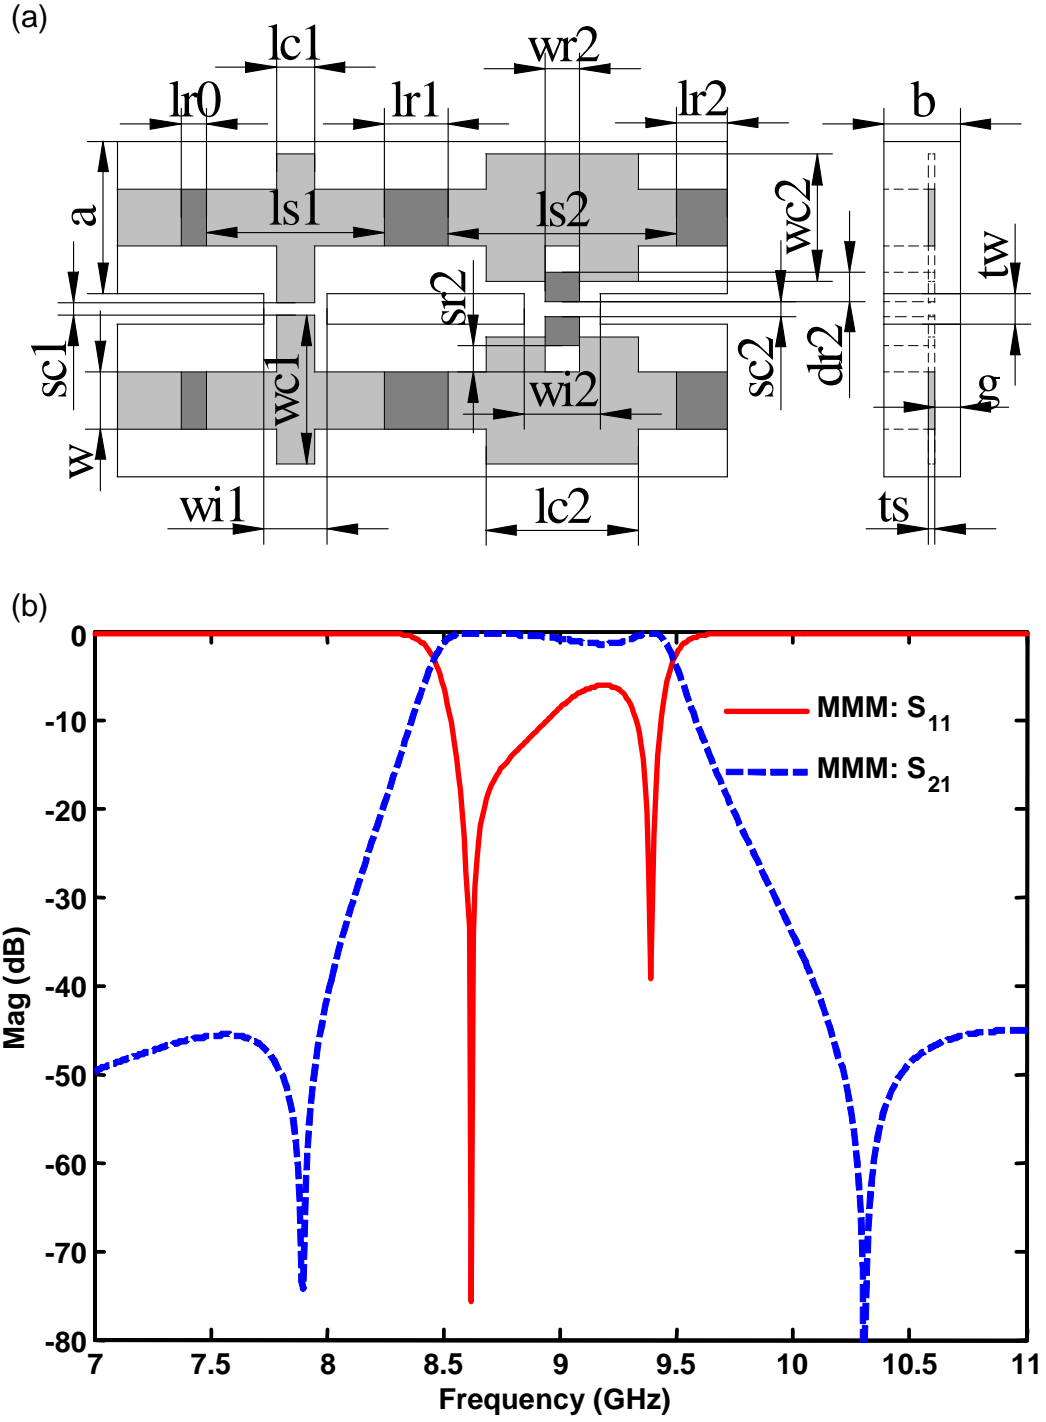 (a)
lc1
wr2
lr0
lr1
lr2
b
a
ls1
ls2
wc2
tw
sr2
sc1
wc1
wi2
sc2
dr2
g
w
wi1
lc2
ts
(b)
0
-10
-20
-30
-40
-50
-60
-70
-80
Mag (dB)
MMM: S11
MMM: S21
7
7.5
8
8.5
9
9.5
10
10.5
11
Frequency (GHz)